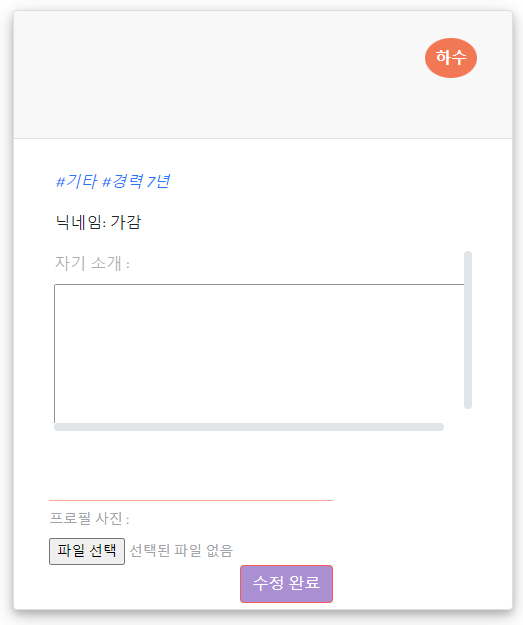 하수
#기타 #경력 7년
닉네임: 가감
자기 소개 :
프로필 사진 :
파일 선택 선택된 파일 없음
수정 완료